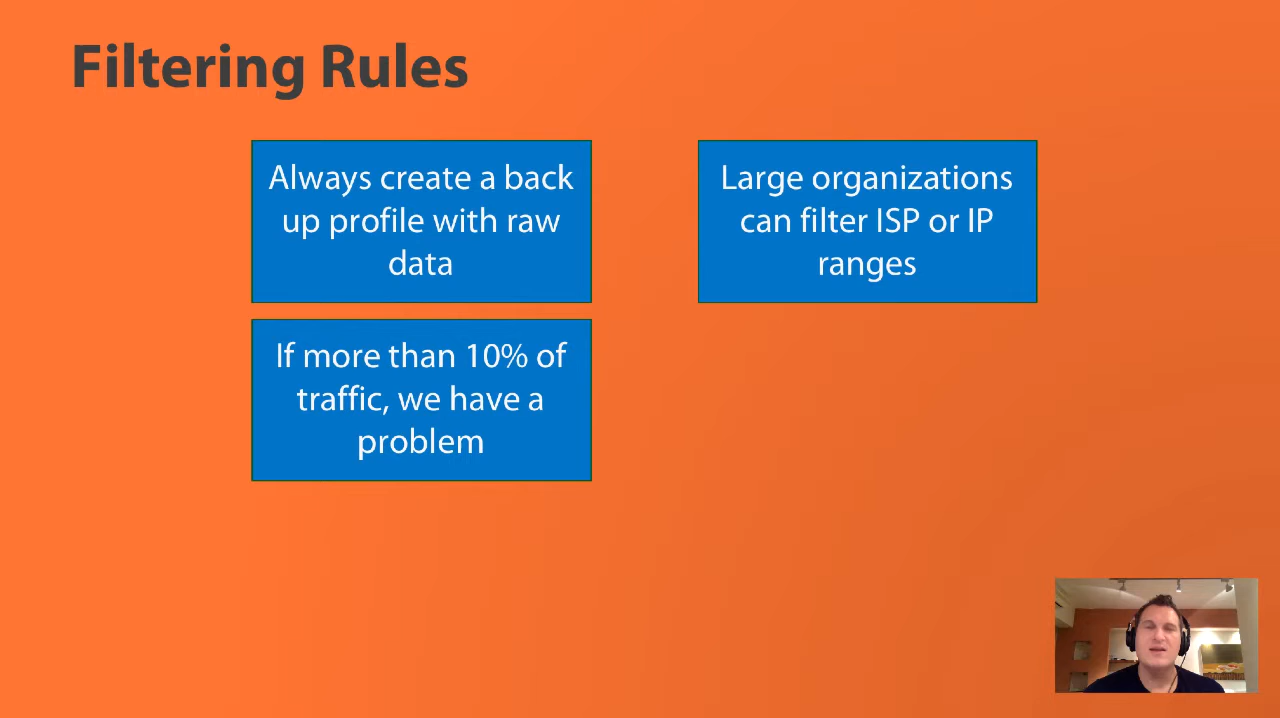 Filtering Rules
Always create a back
up profile with raw
data
Large organizations
can filter ISP or IP
ranges
If more than 10% of
traffic, we have a
problem